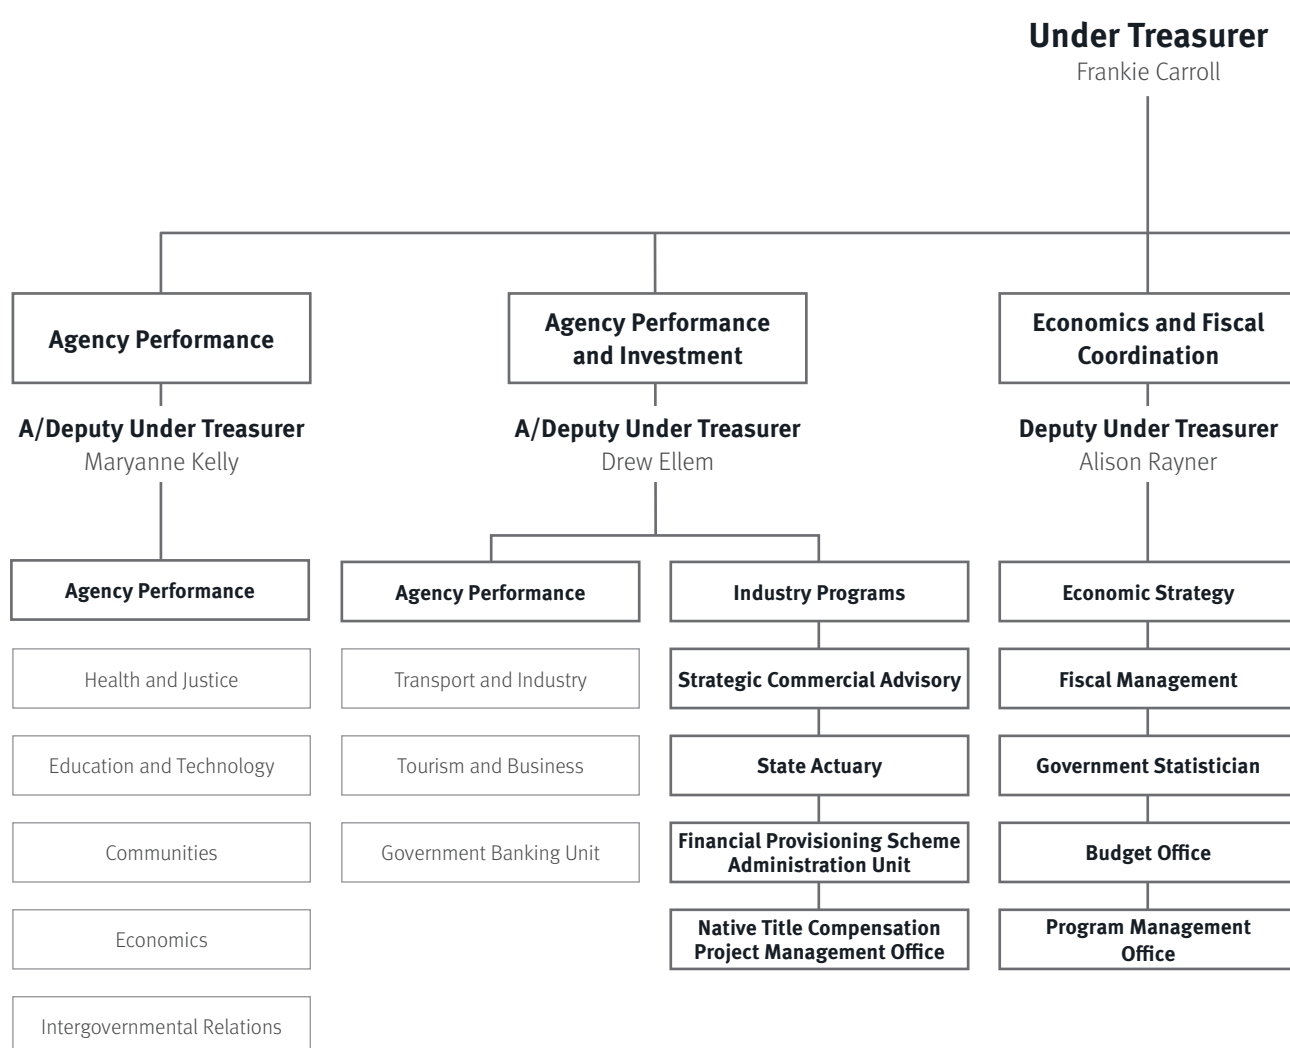 Under Treasurer
Frankie Carroll
Agency Performance
A/Deputy Under Treasurer
Maryanne Kelly
Agency Performance
Health and Justice
Education and Technology
Communities
Economics
Intergovernmental Relations
Agency Performance
and Investment
A/Deputy Under Treasurer
Drew Ellem
Agency Performance
Transport and Industry
Tourism and Business
Government Banking Unit
Industry Programs
Strategic Commercial Advisory
State Actuary
Financial Provisioning Scheme
Administration Unit
Native Title Compensation
Project Management Office
Economics and Fiscal
Coordination
Deputy Under Treasurer
Alison Rayner
Economic Strategy
Fiscal Management
Government Statistician
Budget Office
Program Management
Office